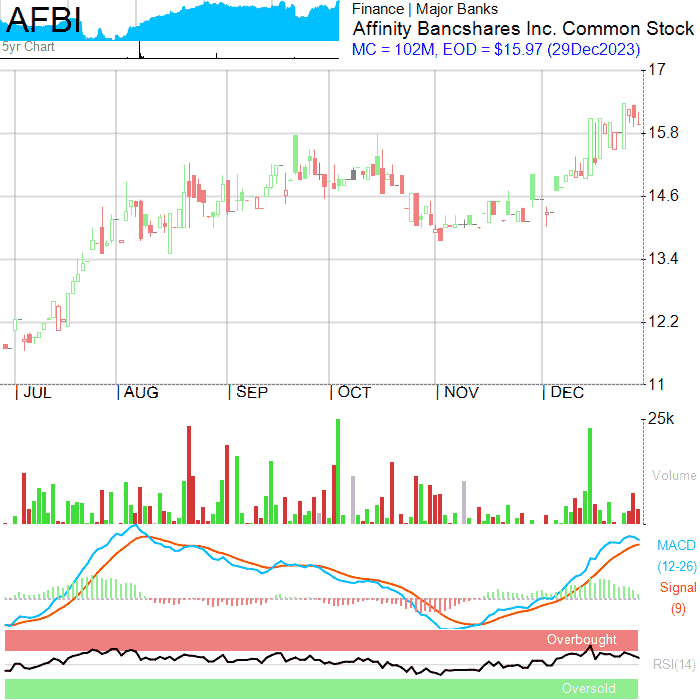 AFBI
5yr Chart
Finance | Major Banks
Affinity Bancshares Inc. Common Stock
MC = 102M, EOD = $15.97 (29Dec2023)
17
15.8
14.6
13.4
12.2
11
| JUL | AUG | SEP | OCT | NOV | DEC
25k
Volume
MACD
(12-26)
Signal
(9)
Overbought
RSI(14)
Oversold